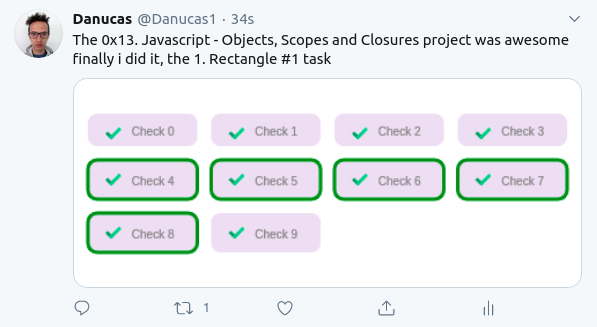 Danucas @Danucas1 · 34s
The 0x13. Javascript - Objects, Scopes and Closures project was awesome
finally i did it, the 1. Rectangle #1 task
Check 0 Check 1 Check 2 Check 3
Check 4 Check 5 Check 6 Check 7
Check 8 Check 9
1